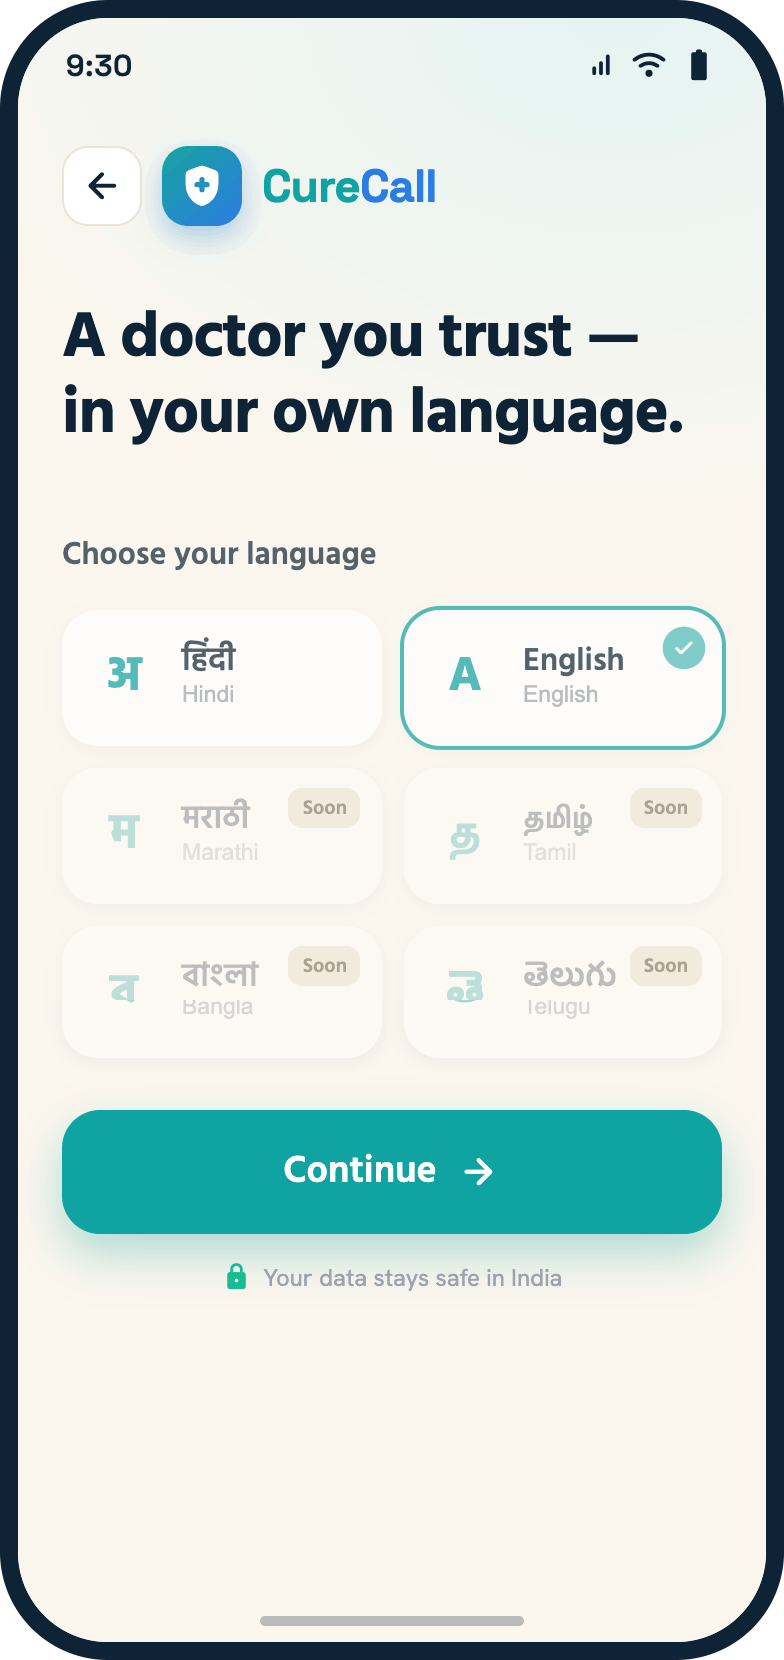 9:30
CureCall
A doctor you trust —
in your own language.
Choose your language
अ
हिंदी
Hindi
A
English
English
म
मराठी
Marathi
Soon
த
தமிழ்
Tamil
Soon
ব
বাংলা
Bangla
Soon
తె
తెలుగు
Telugu
Soon
Continue
Your data stays safe in India